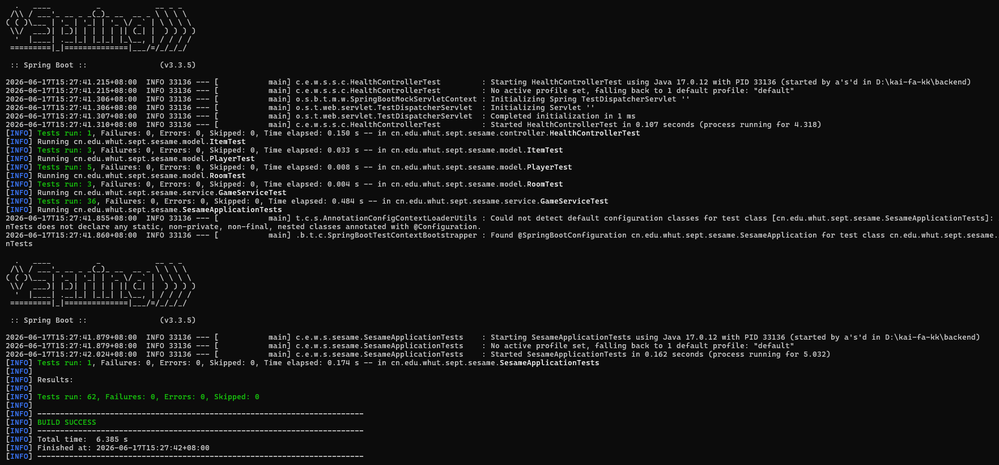 .   ____          _            __ _ _
 /\\ / ___'_ __ _ _(_)_ __  __ _ \ \ \ \
( ( )\___ | '_ | '_| | '_ \/ _` | \ \ \ \
 \\/  ___)| |_)| | | | | || (_| |  ) ) ) )
  '  |____| .__|_| |_|_| |_\__, | / / / /
 =========|_|==============|___/=/_/_/_/

 :: Spring Boot ::                (v3.3.5)

2026-06-17T15:27:41.215+08:00  INFO 33136 --- [           main] c.e.w.s.s.c.HealthControllerTest         : Starting HealthControllerTest using Java 17.0.12 with PID 33136 (started by a's'd in D:\kai-fa-kk\backend)
2026-06-17T15:27:41.215+08:00  INFO 33136 --- [           main] c.e.w.s.s.c.HealthControllerTest         : No active profile set, falling back to 1 default profile: "default"
2026-06-17T15:27:41.306+08:00  INFO 33136 --- [           main] o.s.b.t.m.w.SpringBootMockServletContext : Initializing Spring TestDispatcherServlet ''
2026-06-17T15:27:41.306+08:00  INFO 33136 --- [           main] o.s.t.web.servlet.TestDispatcherServlet  : Initializing Servlet ''
2026-06-17T15:27:41.307+08:00  INFO 33136 --- [           main] o.s.t.web.servlet.TestDispatcherServlet  : Completed initialization in 1 ms
2026-06-17T15:27:41.310+08:00  INFO 33136 --- [           main] c.e.w.s.s.c.HealthControllerTest         : Started HealthControllerTest in 0.107 seconds (process running for 4.318)
[INFO] Tests run: 1, Failures: 0, Errors: 0, Skipped: 0, Time elapsed: 0.150 s -- in cn.edu.whut.sept.sesame.controller.HealthControllerTest
[INFO] Running cn.edu.whut.sept.sesame.model.ItemTest
[INFO] Tests run: 3, Failures: 0, Errors: 0, Skipped: 0, Time elapsed: 0.033 s -- in cn.edu.whut.sept.sesame.model.ItemTest
[INFO] Running cn.edu.whut.sept.sesame.model.PlayerTest
[INFO] Tests run: 5, Failures: 0, Errors: 0, Skipped: 0, Time elapsed: 0.008 s -- in cn.edu.whut.sept.sesame.model.PlayerTest
[INFO] Running cn.edu.whut.sept.sesame.model.RoomTest
[INFO] Tests run: 3, Failures: 0, Errors: 0, Skipped: 0, Time elapsed: 0.004 s -- in cn.edu.whut.sept.sesame.model.RoomTest
[INFO] Running cn.edu.whut.sept.sesame.service.GameServiceTest
[INFO] Tests run: 36, Failures: 0, Errors: 0, Skipped: 0, Time elapsed: 0.484 s -- in cn.edu.whut.sept.sesame.service.GameServiceTest
[INFO] Running cn.edu.whut.sept.sesame.SesameApplicationTests
2026-06-17T15:27:41.855+08:00  INFO 33136 --- [           main] t.c.s.AnnotationConfigContextLoaderUtils : Could not detect default configuration classes for test class [cn.edu.whut.sept.sesame.SesameApplicationTests]:
nTests does not declare any static, non-private, non-final, nested classes annotated with @Configuration.
2026-06-17T15:27:41.860+08:00  INFO 33136 --- [           main] .b.t.c.SpringBootTestContextBootstrapper : Found @SpringBootConfiguration cn.edu.whut.sept.sesame.SesameApplication for test class cn.edu.whut.sept.sesame.
nTests

  .   ____          _            __ _ _
 /\\ / ___'_ __ _ _(_)_ __  __ _ \ \ \ \
( ( )\___ | '_ | '_| | '_ \/ _` | \ \ \ \
 \\/  ___)| |_)| | | | | || (_| |  ) ) ) )
  '  |____| .__|_| |_|_| |_\__, | / / / /
 =========|_|==============|___/=/_/_/_/

 :: Spring Boot ::                (v3.3.5)

2026-06-17T15:27:41.879+08:00  INFO 33136 --- [           main] c.e.w.s.sesame.SesameApplicationTests    : Starting SesameApplicationTests using Java 17.0.12 with PID 33136 (started by a's'd in D:\kai-fa-kk\backend)
2026-06-17T15:27:41.879+08:00  INFO 33136 --- [           main] c.e.w.s.sesame.SesameApplicationTests    : No active profile set, falling back to 1 default profile: "default"
2026-06-17T15:27:42.024+08:00  INFO 33136 --- [           main] c.e.w.s.sesame.SesameApplicationTests    : Started SesameApplicationTests in 0.162 seconds (process running for 5.032)
[INFO] Tests run: 1, Failures: 0, Errors: 0, Skipped: 0, Time elapsed: 0.174 s -- in cn.edu.whut.sept.sesame.SesameApplicationTests
[INFO]
[INFO] Results:
[INFO]
[INFO] Tests run: 62, Failures: 0, Errors: 0, Skipped: 0
[INFO]
[INFO] ------------------------------------------------------------------------
[INFO] BUILD SUCCESS
[INFO] ------------------------------------------------------------------------
[INFO] Total time:  6.385 s
[INFO] Finished at: 2026-06-17T15:27:42+08:00
[INFO] ------------------------------------------------------------------------